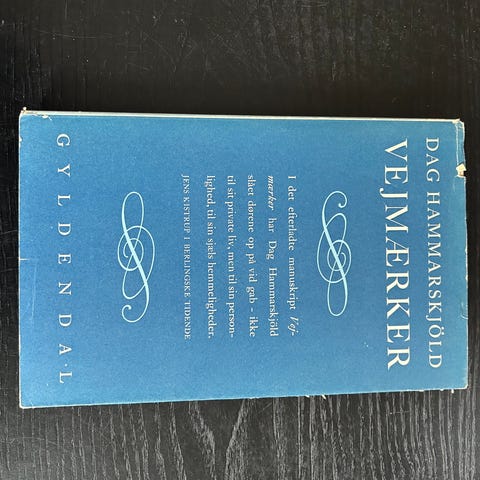 DAG HAMMARSKJÖLD
VEJMÆRKER
I det efterladte manuskript Vej-
mærker har Dag Hammarskjöld
slået dørene op på vid gab – ikke
til sit private liv, men til sin person-
lighed, til sin sjæls hemmeligheder.
JENS KISTRUP I BERLINGSKE TIDENDE
GYLDENDAL